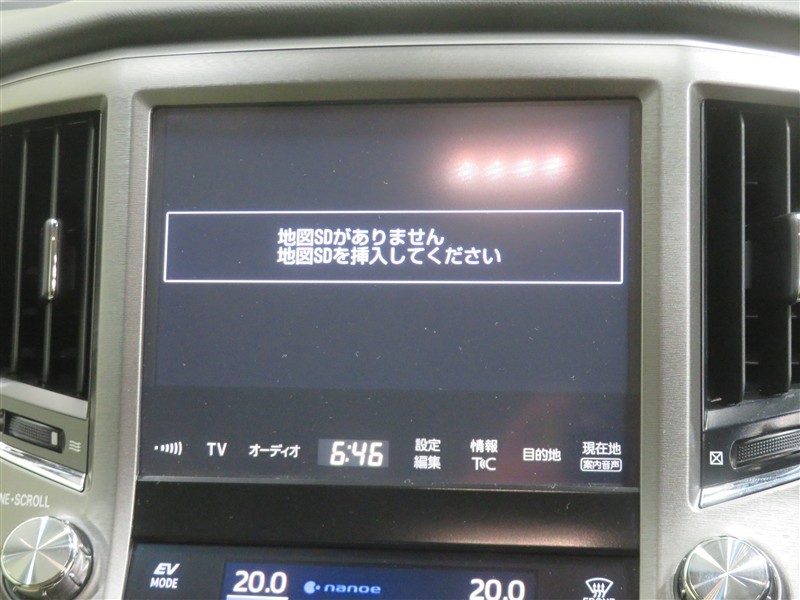 地図SDがありません
地図SDを挿入してください
TV
オーディオ
6:46
設定
編集
情報
T℃
目的地
現在地
案内音声
NE•SCROLL
EV
MODE
20.0
nanoe
20.0